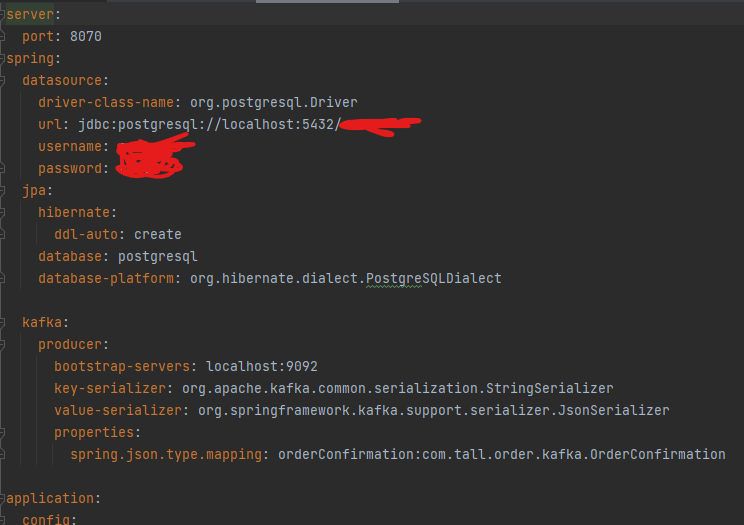 server:
  port: 8070
spring:
  datasource:
    driver-class-name: org.postgresql.Driver
    url: jdbc:postgresql://localhost:5432/
    username:
    password:
  jpa:
    hibernate:
      ddl-auto: create
    database: postgresql
    database-platform: org.hibernate.dialect.PostgreSQLDialect

  kafka:
    producer:
      bootstrap-servers: localhost:9092
      key-serializer: org.apache.kafka.common.serialization.StringSerializer
      value-serializer: org.springframework.kafka.support.serializer.JsonSerializer
      properties:
        spring.json.type.mapping: orderConfirmation:com.tall.order.kafka.OrderConfirmation

application:
  config: